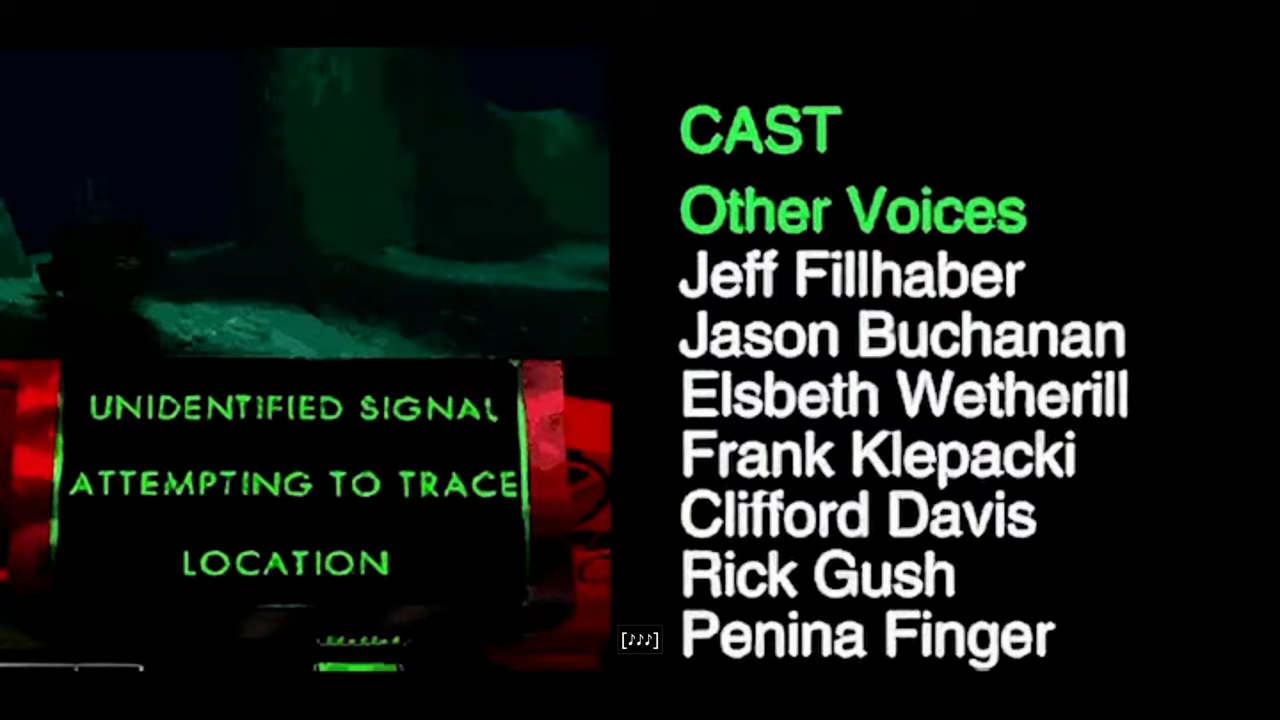 CAST
Other Voices
Jeff Fillhaber
Jason Buchanan
Elsbeth Wetherill
Frank Klepacki
Clifford Davis
Rick Gush
Penina Finger
UNIDENTIFIED SIGNAL
ATTEMPTING TO TRACE
LOCATION
[♪♪♪]